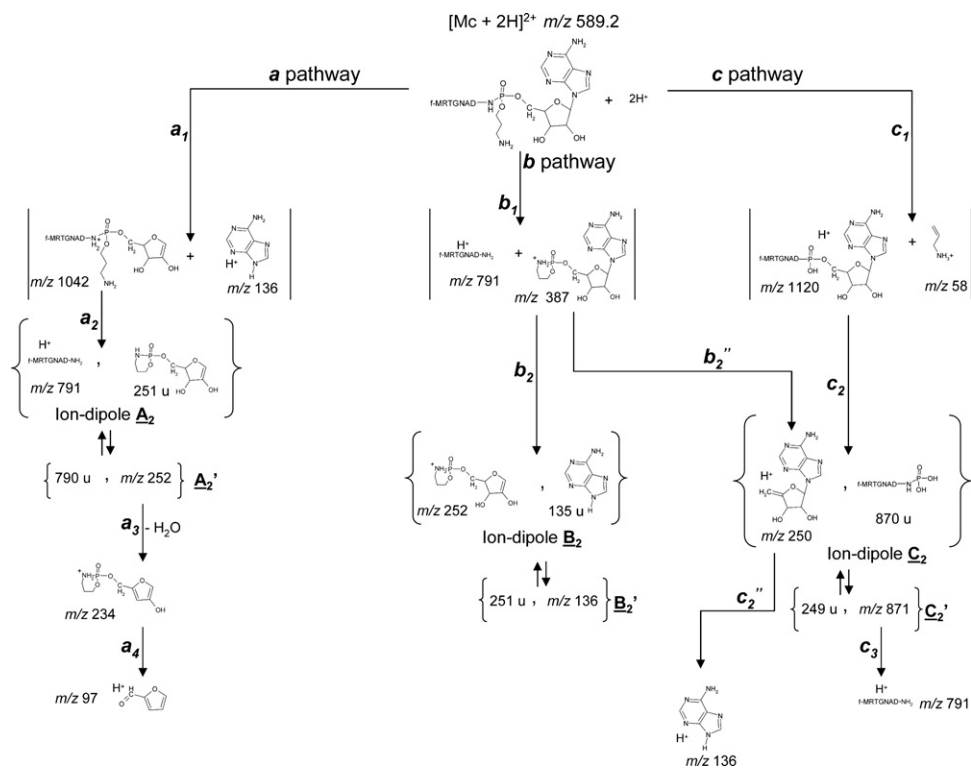 [Mc + 2H]²⁺ m/z 589.2
a pathway
c pathway
f-MRTGNAD
+ 2H⁺
b pathway
a₁
b₁
c₁
f-MRTGNAD
m/z 1042
+
H⁺
m/z 136
H⁺
f-MRTGNAD-NH₂
m/z 791
+
m/z 387
H⁺
f-MRTGNAD
m/z 1120
+
m/z 58
a₂
H⁺
f-MRTGNAD-NH₂
m/z 791
,
251 u
Ion-dipole A₂
b₂
b₂"
c₂
790 u , m/z 252
A₂'
m/z 252
,
135 u
Ion-dipole B₂
H⁺
m/z 250
,
f-MRTGNAD
870 u
Ion-dipole C₂
a₃ - H₂O
251 u , m/z 136
B₂'
c₂"
249 u , m/z 871
C₂'
m/z 234
c₃
a₄
H⁺
f-MRTGNAD-NH₂ m/z 791
m/z 97
H⁺
H⁺
m/z 136